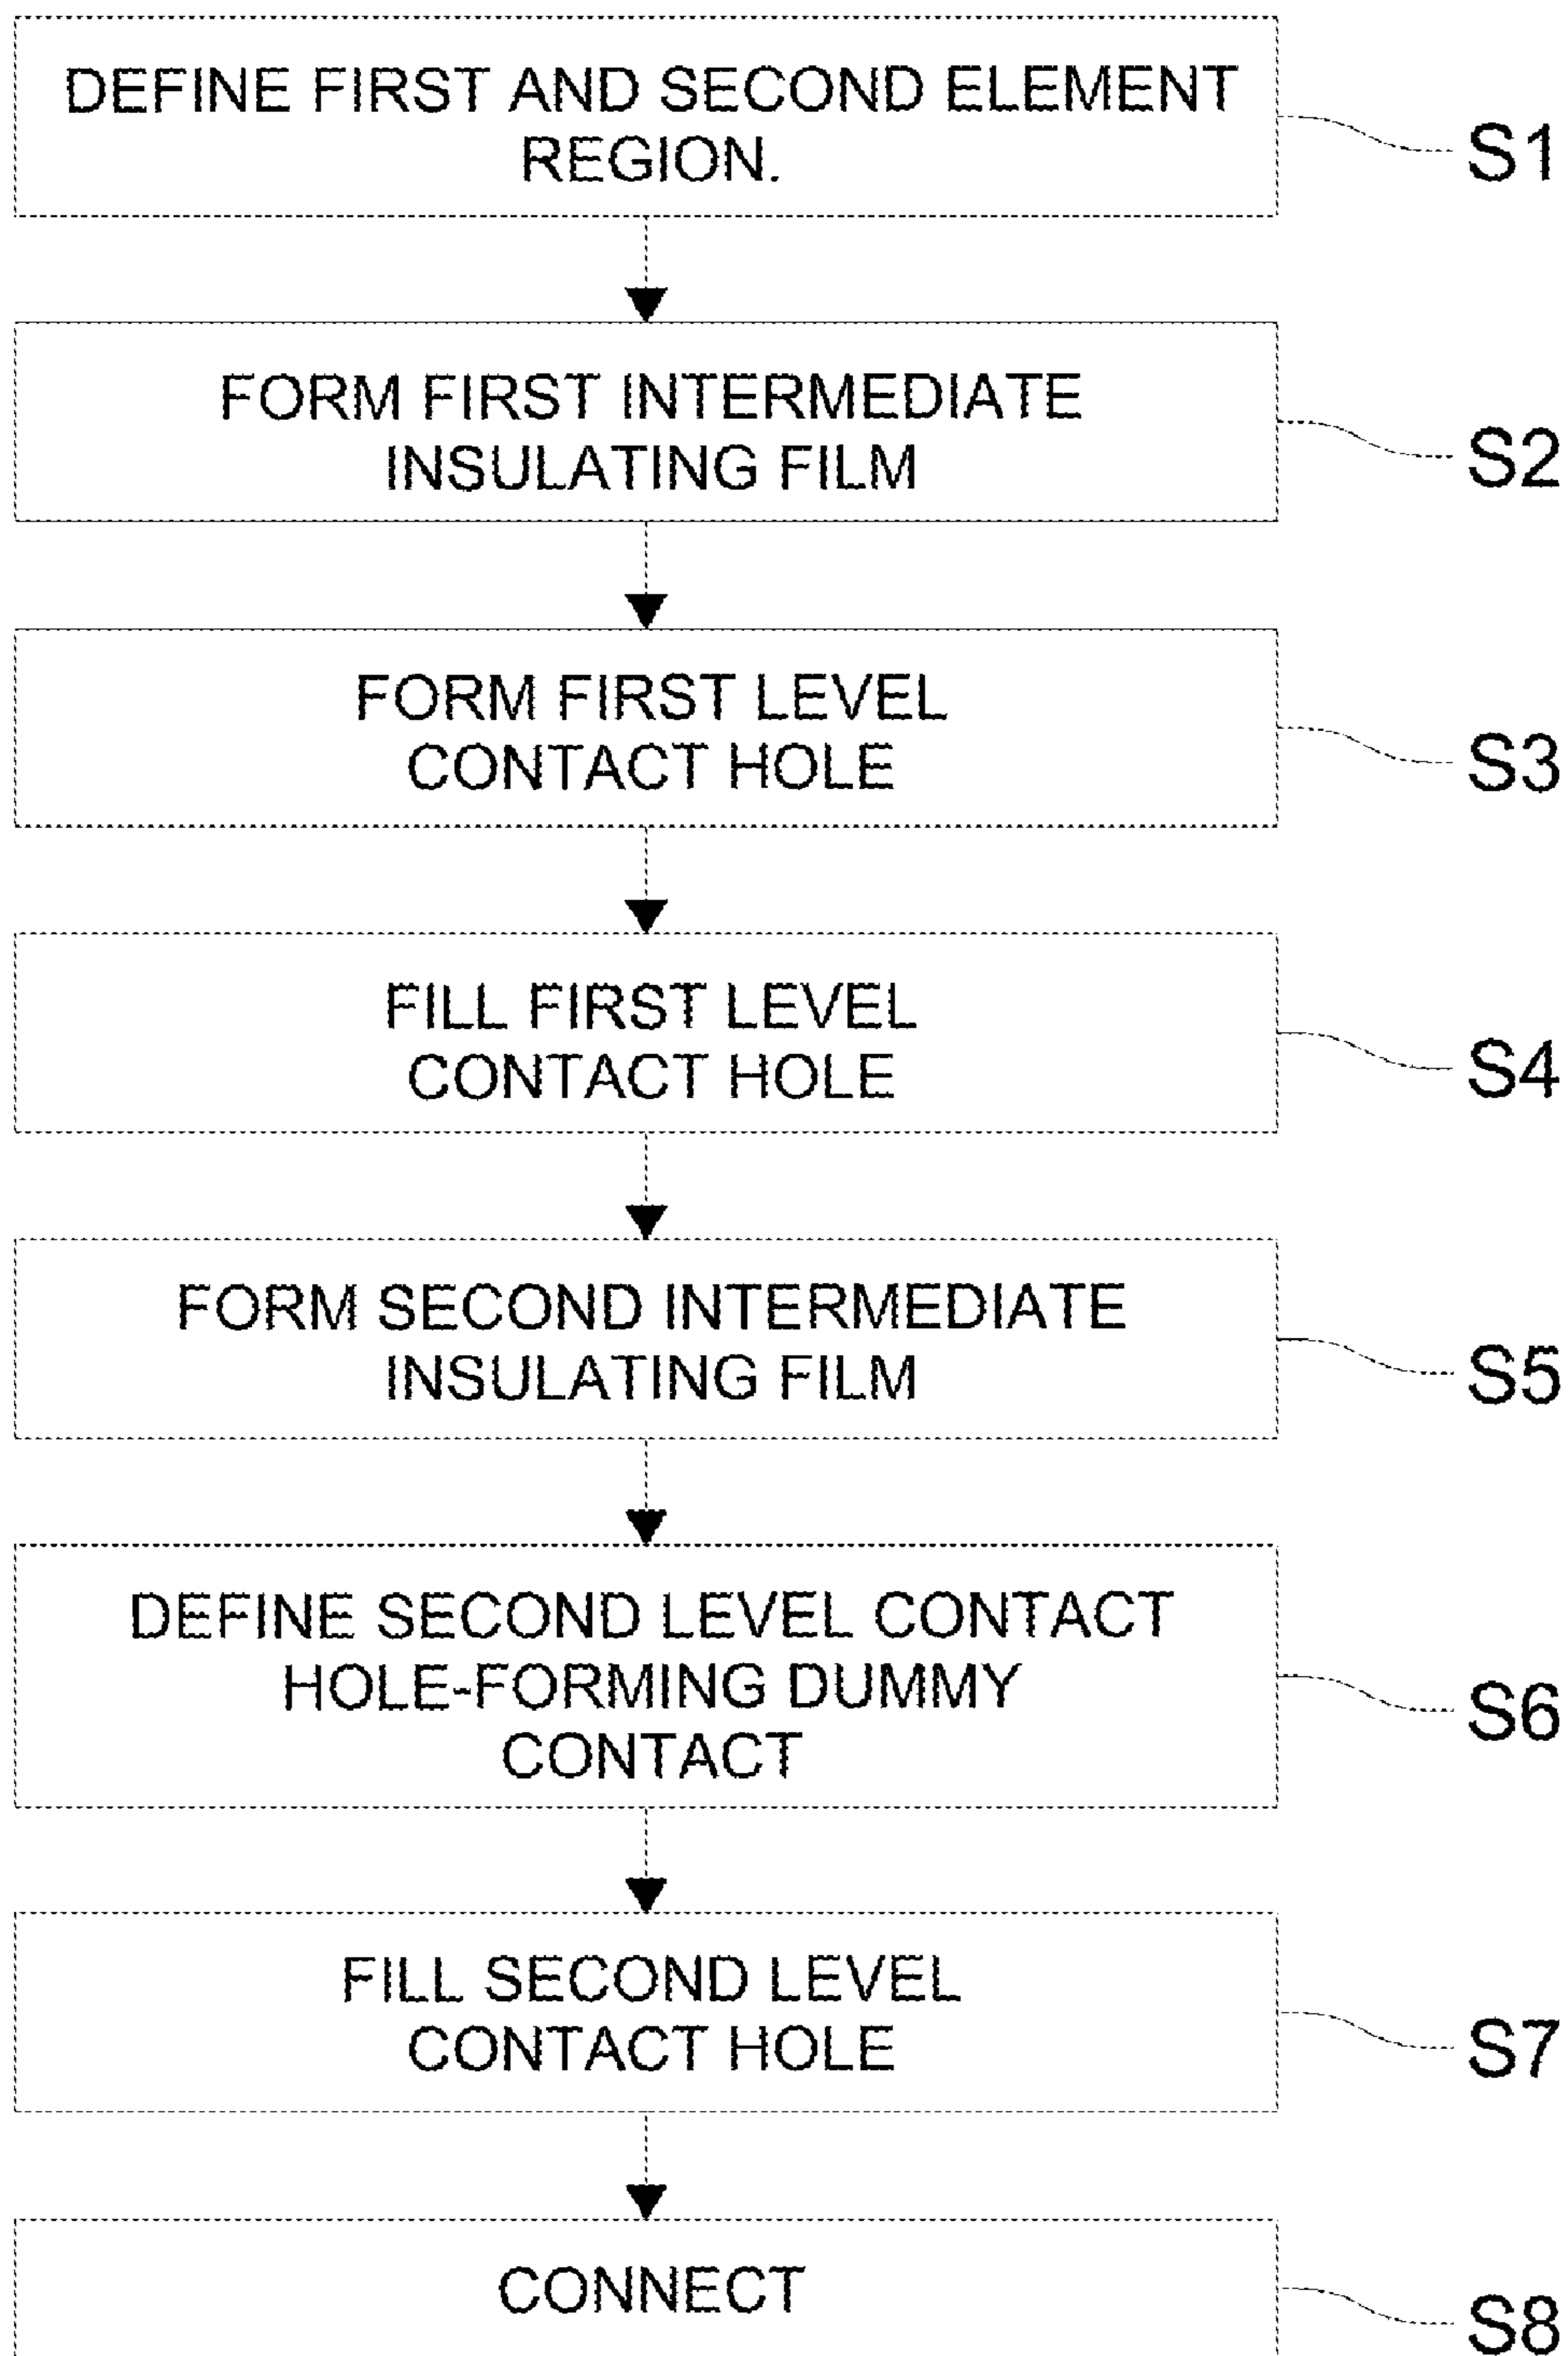 DEFINE FIRST AND SECOND ELEMENT
REGION.
S1
FORM FIRST INTERMEDIATE
INSULATING FILM
S2
FORM FIRST LEVEL
CONTACT HOLE
S3
FILL FIRST LEVEL
CONTACT HOLE
S4
FORM SECOND INTERMEDIATE
INSULATING FILM
S5
DEFINE SECOND LEVEL CONTACT
HOLE-FORMING DUMMY
CONTACT
S6
FILL SECOND LEVEL
CONTACT HOLE
S7
CONNECT
S8